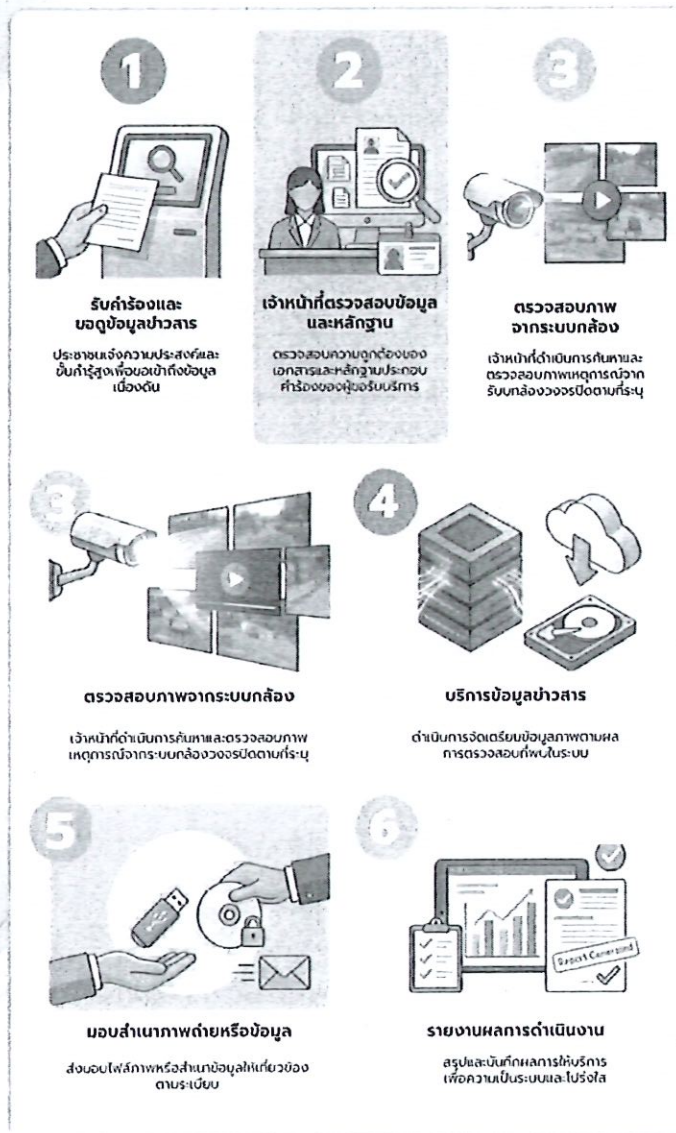 1
รับคำร้องและ
ขอดูข้อมูลข่าวสาร
ประชาชนแจ้งความประสงค์และ
ขั้นคำรู้สูงเพื่อขอเข้าถึงข้อมูล
เบื้องต้น
2
เจ้าหน้าที่ตรวจสอบข้อมูล
และหลักฐาน
ตรวจสอบความถูกต้องของ
เอกสารและหลักฐานประกอบ
คำร้องของผู้ขอรับบริการ
3
ตรวจสอบภาพ
จากระบบกล้อง
เจ้าหน้าที่ดำเนินการค้นหาและ
ตรวจสอบภาพเหตุการณ์จาก
รับบกล้องวงจรปิดตามที่ระบุ
3
ตรวจสอบภาพจากระบบกล้อง
เจ้าหน้าที่ดำเนินการค้นหาและตรวจสอบภาพ
เหตุการณ์จากระบบกล้องวงจรปิดตามที่ระบุ
4
บริการข้อมูลข่าวสาร
ดำเนินการจัดเตรียมข้อมูลภาพตามผล
การตรวจสอบที่พบในระบบ
5
มอบสำเนาภาพถ่ายหรือข้อมูล
ส่งมอบไฟล์ภาพหรือสำเนาข้อมูลให้เกี่ยวข้อง
ตามระเบียบ
6
Report Generated
รายงานผลการดำเนินงาน
สรุปและบันทึกผลการให้บริการ
เพื่อความเป็นระบบและโปร่งใส